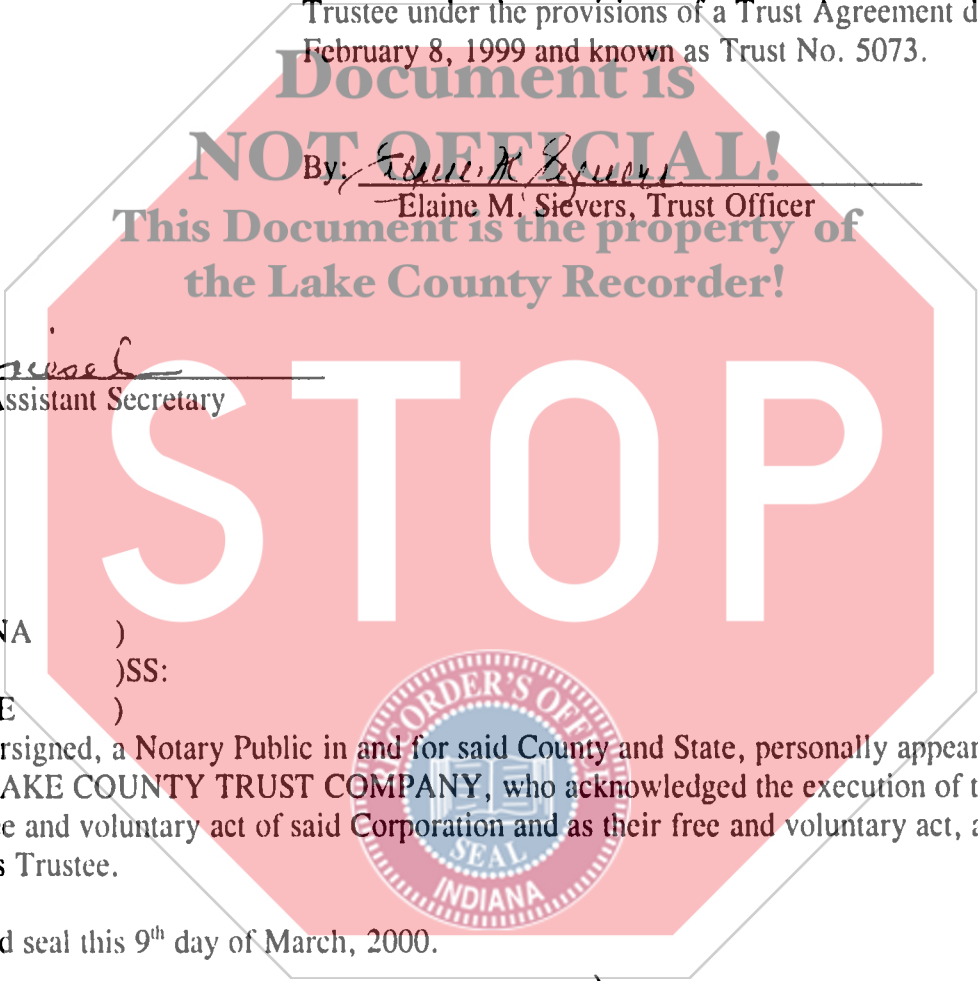 Trustee under the provisions of a Trust Agreement d
February 8, 1999 and known as Trust No. 5073.
Document is
NOT OFFICIAL!
By:
Elaine M. Sievers, Trust Officer
This Document is the property of
the Lake County Recorder!
Assistant Secretary
STOP
NA )
)SS:
E )
rsigned, a Notary Public in and for said County and State, personally appear
AKE COUNTY TRUST COMPANY, who acknowledged the execution of t
e and voluntary act of said Corporation and as their free and voluntary act, a
s Trustee.
d seal this 9th day of March, 2000.
RECORDER'S OFFICE
SEAL
INDIANA